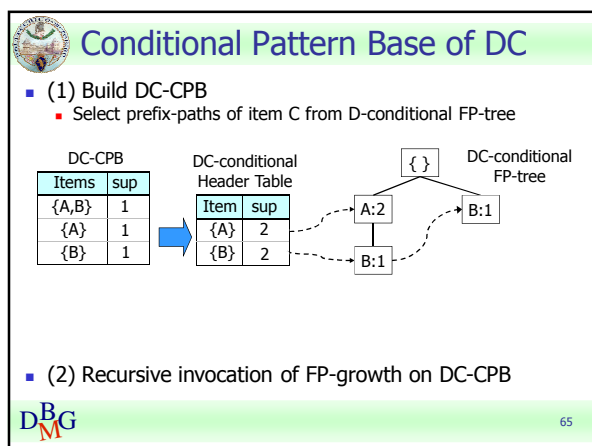 Conditional Pattern Base of DC
(1) Build DC-CPB
Select prefix-paths of item C from D-conditional FP-tree
DC-CPB
Items sup
{A,B} 1
{A} 1
{B} 1
DC-conditional
Header Table
Item sup
{A} 2
{B} 2
{ }
A:2
B:1
B:1
DC-conditional
FP-tree
(2) Recursive invocation of FP-growth on DC-CPB
DBMG
65